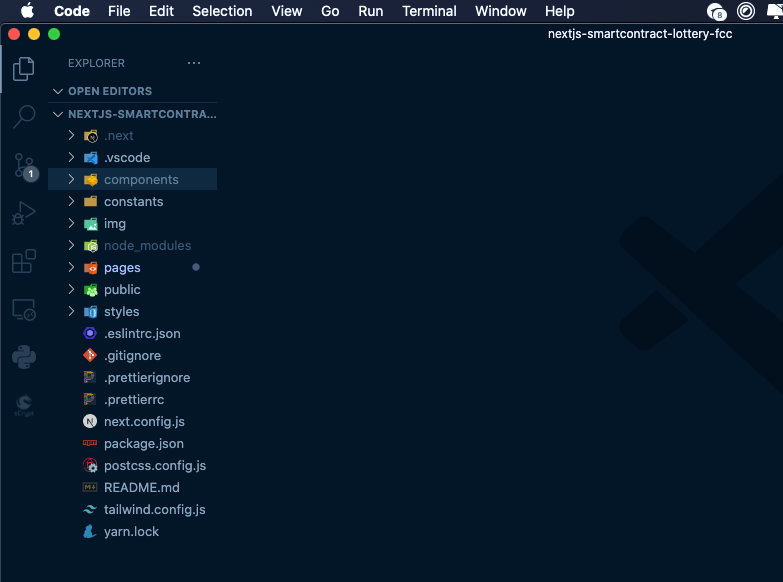 Code File Edit Selection View Go Run Terminal Window Help 8
nextjs-smartcontract-lottery-fcc
EXPLORER ...
OPEN EDITORS
NEXTJS-SMARTCONTRA...
.next
.vscode
1
components
constants
img
node_modules
pages
public
styles
.eslintrc.json
.gitignore
.prettierignore
.prettierrc
N next.config.js
package.json
postcss.config.js
README.md
tailwind.config.js
yarn.lock